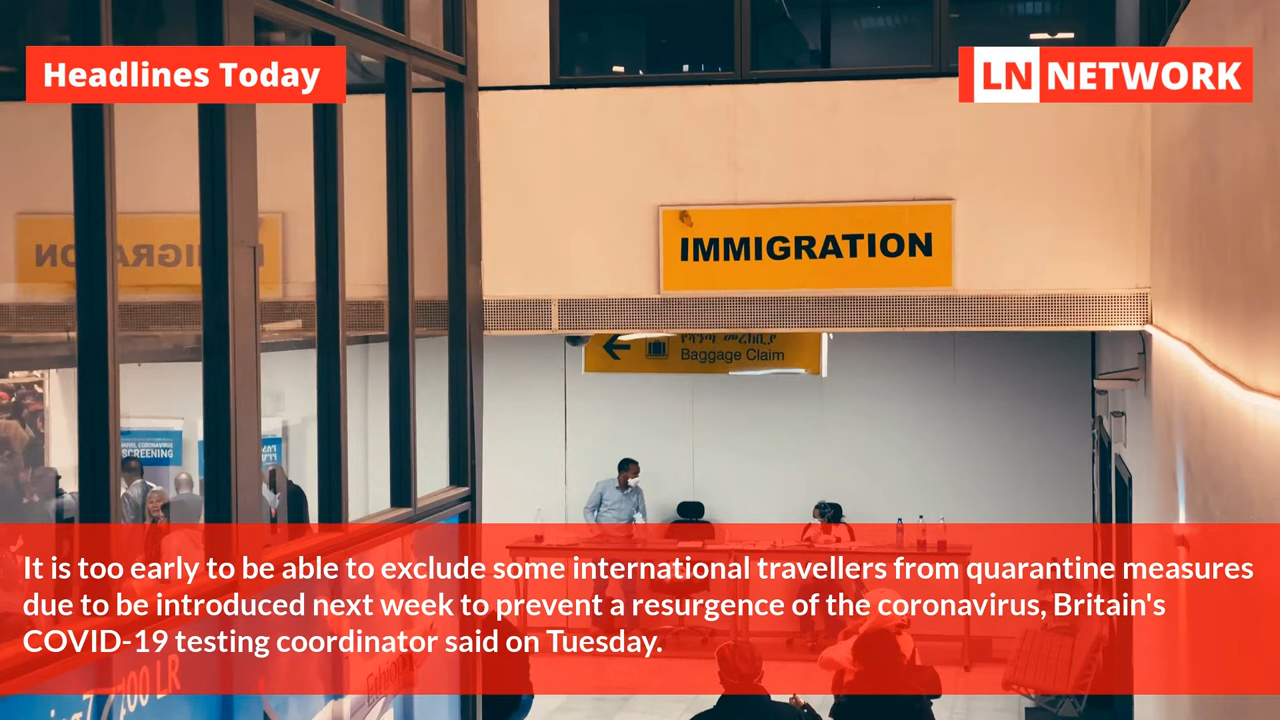 Headlines Today
LN NETWORK
IMMIGRATION
Baggage Claim
NOVEL CORONAVIRUS
SCREENING
It is too early to be able to exclude some international travellers from quarantine measures
due to be introduced next week to prevent a resurgence of the coronavirus, Britain's
COVID-19 testing coordinator said on Tuesday.